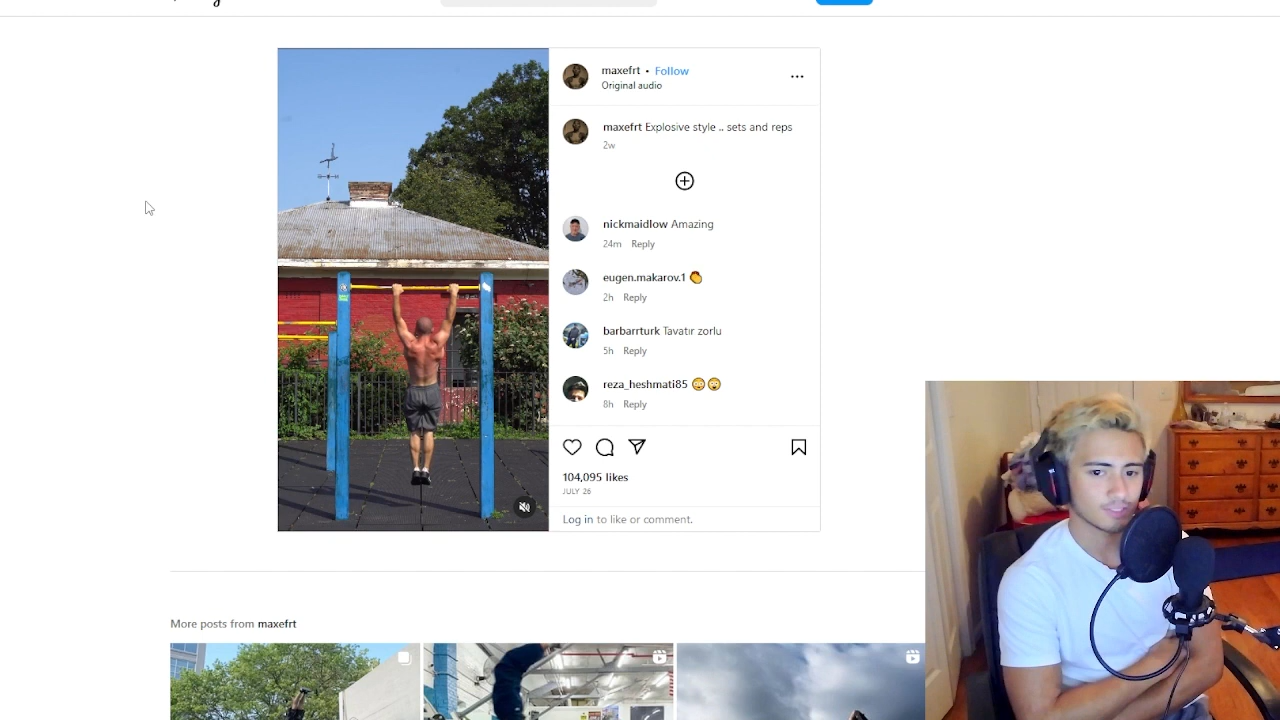 maxefrt • Follow
Original audio
maxefrt Explosive style .. sets and reps
2w
nickmaidlow Amazing
24m Reply
eugen.makarov.1 👏
2h Reply
barbarrturk Tavatır zorlu
5h Reply
reza_heshmati85 😳😳
8h Reply
104,095 likes
JULY 26
Log in to like or comment.
More posts from maxefrt